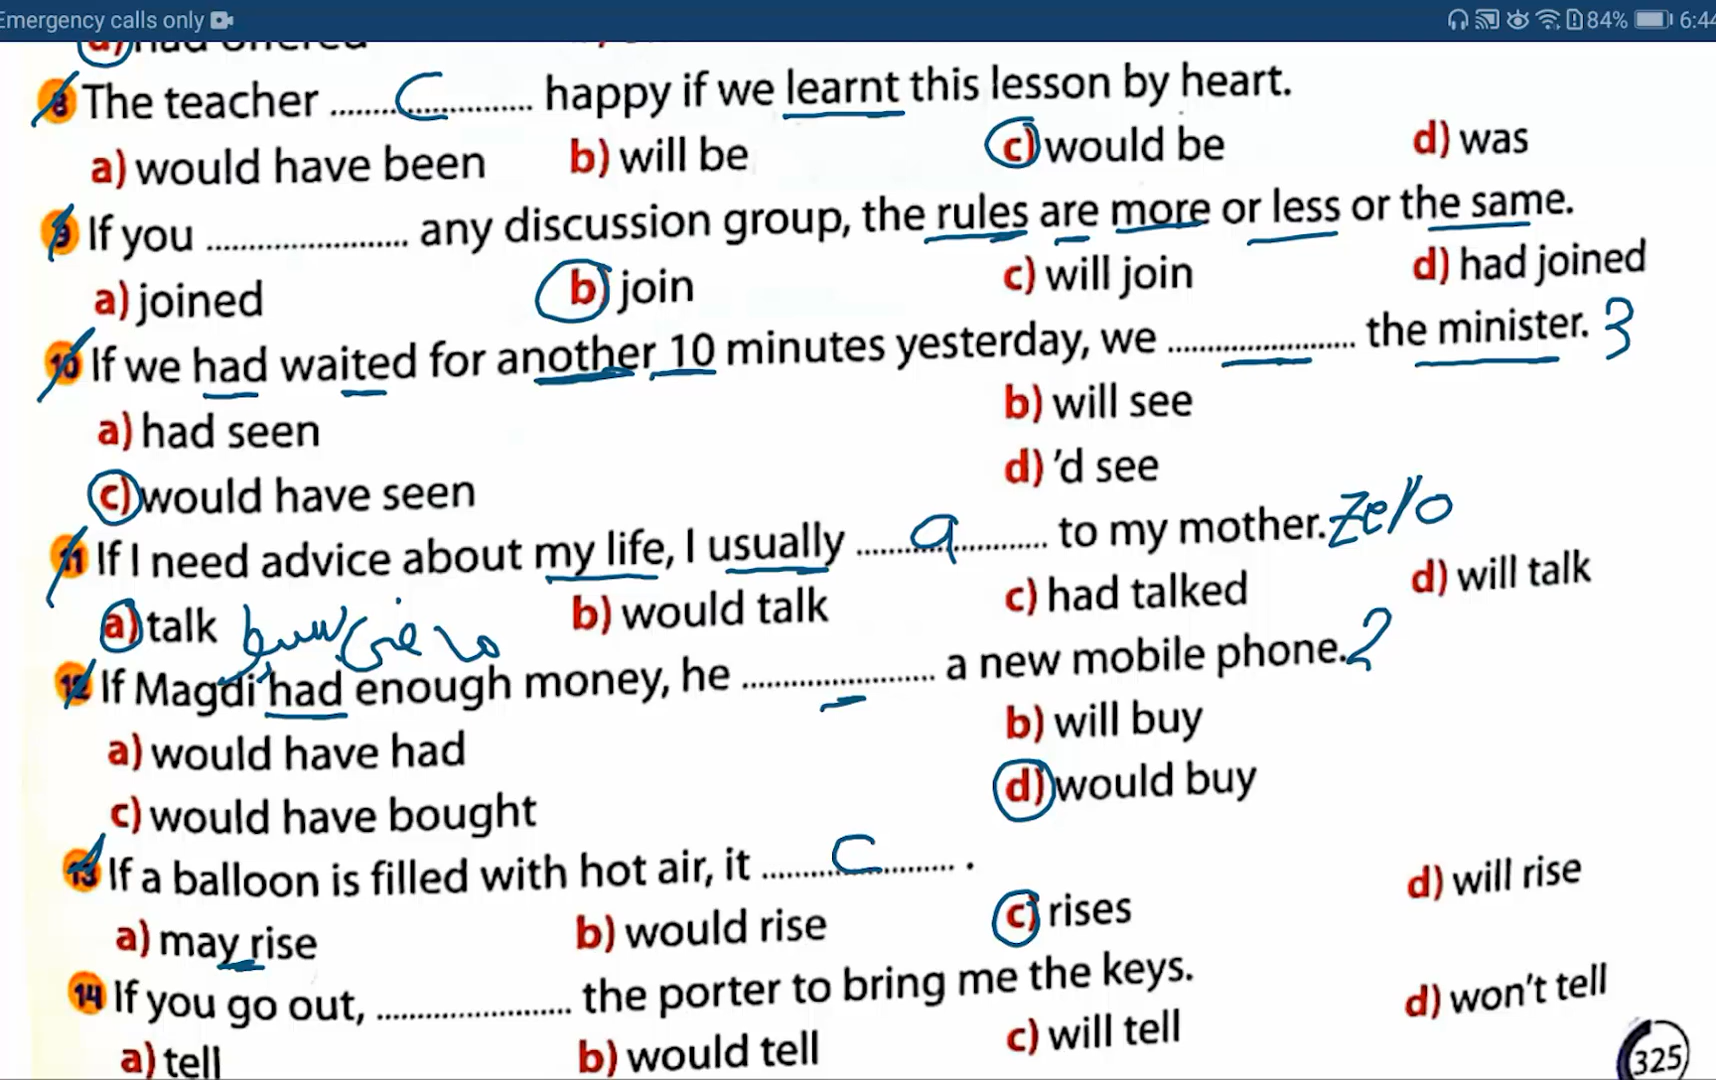 Emergency calls only
84%
6:44
d) had offered
8 The teacher ........C........ happy if we learnt this lesson by heart.
a) would have been b) will be c) would be d) was
9 If you ........................ any discussion group, the rules are more or less or the same.
a) joined b) join c) will join d) had joined
10 If we had waited for another 10 minutes yesterday, we ........................ the minister. 3
a) had seen b) will see
c) would have seen d) 'd see
11 If I need advice about my life, I usually ........a........ to my mother. zero
a) talk b) would talk c) had talked d) will talk
12 If Magdi had enough money, he ........................ a new mobile phone. 2
a) would have had b) will buy
c) would have bought d) would buy
13 If a balloon is filled with hot air, it ........C........ .
a) may rise b) would rise c) rises d) will rise
14 If you go out, ........................ the porter to bring me the keys.
a) tell b) would tell c) will tell d) won't tell
325